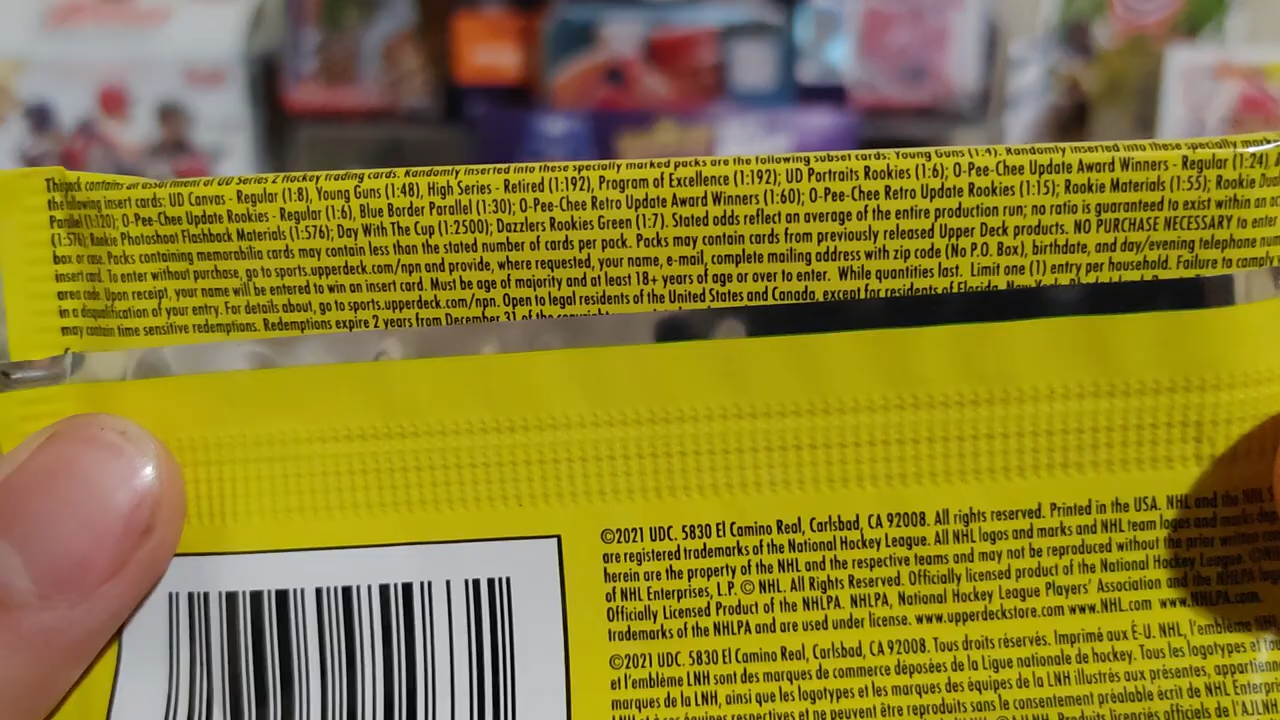 This pack contains an assortment of UD Series 2 Hockey trading cards. Randomly inserted into these specially marked packs are the following subset cards: Young Guns (1:4). Randomly inserted into these specially
the following insert cards: UD Canvas - Regular (1:8), Young Guns (1:48), High Series - Retired (1:192), Program of Excellence (1:192); UD Portraits Rookies (1:6); O-Pee-Chee Update Award Winners - Regular (1:24),
Parallel (1:120); O-Pee-Chee Update Rookies - Regular (1:6), Blue Border Parallel (1:30); O-Pee-Chee Retro Update Award Winners (1:60); O-Pee-Chee Retro Update Rookies (1:15); Rookie Materials (1:55); Rookie Dual
(1:576); Rookie Photoshoot Flashback Materials (1:576); Day With The Cup (1:2500); Dazzlers Rookies Green (1:7). Stated odds reflect an average of the entire production run; no ratio is guaranteed to exist within an
box or case. Packs containing memorabilia cards may contain less than the stated number of cards per pack. Packs may contain cards from previously released Upper Deck products. NO PURCHASE NECESSARY to enter
insert card. To enter without purchase, go to sports.upperdeck.com/npn and provide, where requested, your name, e-mail, complete mailing address with zip code (No P.O. Box), birthdate, and day/evening telephone
area code. Upon receipt, your name will be entered to win an insert card. Must be age of majority and at least 18+ years of age or over to enter. While quantities last. Limit one (1) entry per household. Failure to comply
in a disqualification of your entry. For details about, go to sports.upperdeck.com/npn. Open to legal residents of the United States and Canada, except for residents of Florida, New York,
may contain time sensitive redemptions. Redemptions expire 2 years from December 31 of the
©2021 UDC. 5830 El Camino Real, Carlsbad, CA 92008. All rights reserved. Printed in the USA. NHL and the NHL
are registered trademarks of the National Hockey League. All NHL logos and marks and NHL team logos and marks
herein are the property of the NHL and the respective teams and may not be reproduced without the prior written
of NHL Enterprises, L.P. © NHL. All Rights Reserved. Officially licensed product of the National Hockey League.
Officially Licensed Product of the NHLPA. NHLPA, National Hockey League Players' Association and the NHLPA
trademarks of the NHLPA and are used under license. www.upperdeckstore.com www.NHL.com www.NHLPA.com.
©2021 UDC. 5830 El Camino Real, Carlsbad, CA 92008. Tous droits réservés. Imprimé aux É-U. NHL, l'emblème
et l'emblème LNH sont des marques de commerce déposées de la Ligue nationale de hockey. Tous les logotypes et
marques de la LNH, ainsi que les logotypes et les marques des équipes de la LNH illustrés aux présentes,
LNH et à ses équipes respectives et ne peuvent être reproduits sans le consentement préalable écrit de NHL
Produits licenciés officiels de l'AJLNH